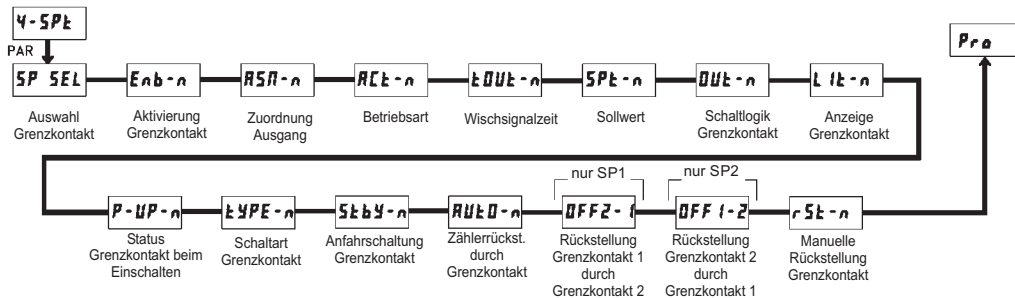 4-SPt
PAR
Pro
SP SEL
Enb-n
ASN-n
ACt-n
tOUt-n
SPt-n
OUt-n
LIt-n
Auswahl
Grenzkontakt
Aktivierung
Grenzkontakt
Zuordnung
Ausgang
Betriebsart
Wischsignalzeit
Sollwert
Schaltlogik
Grenzkontakt
Anzeige
Grenzkontakt
nur SP1
nur SP2
P-UP-n
tYPE-n
Stby-n
AUtO-n
OFF2-1
OFF1-2
rSt-n
Status
Grenzkontakt beim
Einschalten
Schaltart
Grenzkontakt
Anfahrschaltung
Grenzkontakt
Zählerrückst.
durch
Grenzkontakt
Rückstellung
Grenzkontakt 1
durch
Grenzkontakt 2
Rückstellung
Grenzkontakt 2
durch
Grenzkontakt 1
Manuelle
Rückstellung
Grenzkontakt